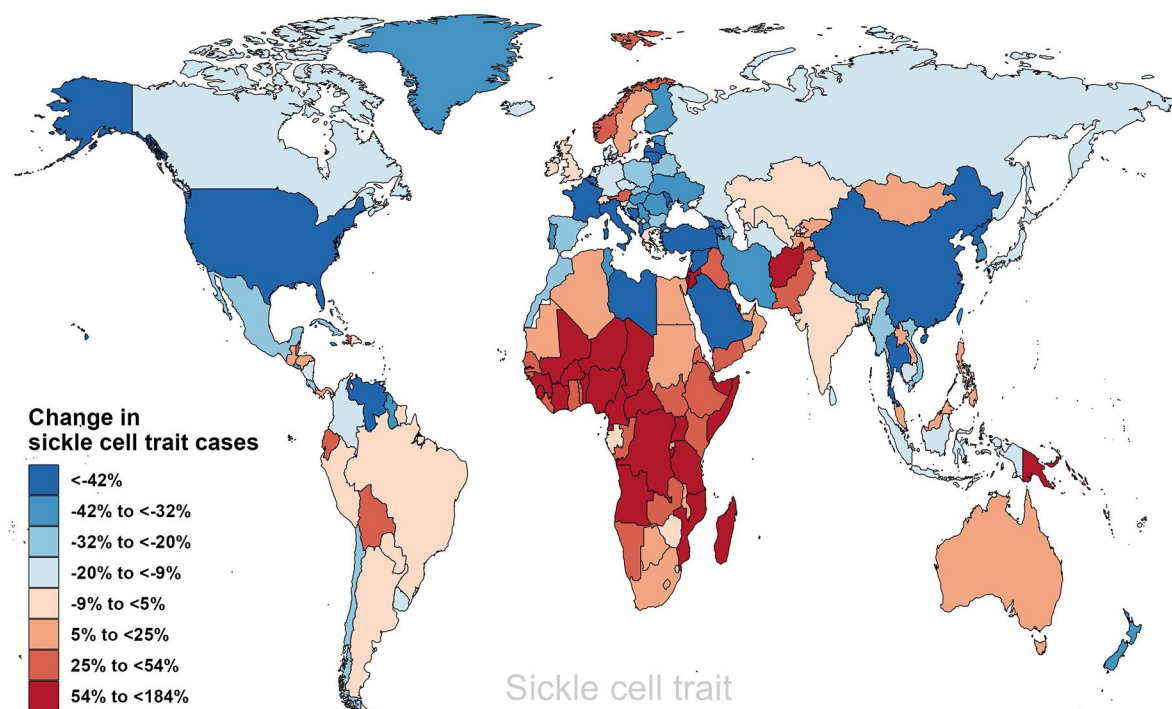 Change in
sickle cell trait cases
<-42%
-42% to <-32%
-32% to <-20%
-20% to <-9%
-9% to <5%
5% to <25%
25% to <54%
54% to <184%
Sickle cell trait